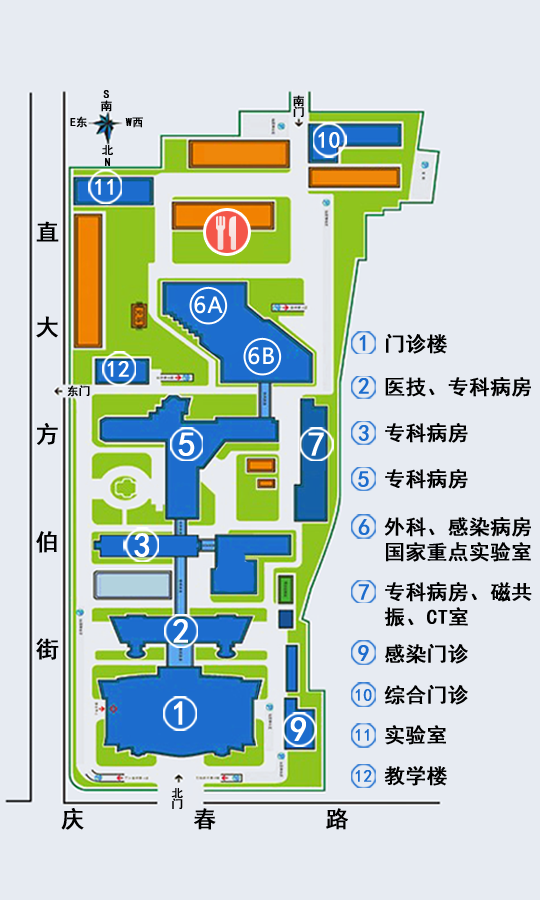 S
南
E东
W西
北
N
南门
10
11
6A
6B
12
东门
5
7
3
2
1
9
北门
直大方伯街
庆春路
① 门诊楼
② 医技、专科病房
③ 专科病房
⑤ 专科病房
⑥ 外科、感染病房
国家重点实验室
⑦ 专科病房、磁共
振、CT室
⑨ 感染门诊
⑩ 综合门诊
⑪ 实验室
⑫ 教学楼